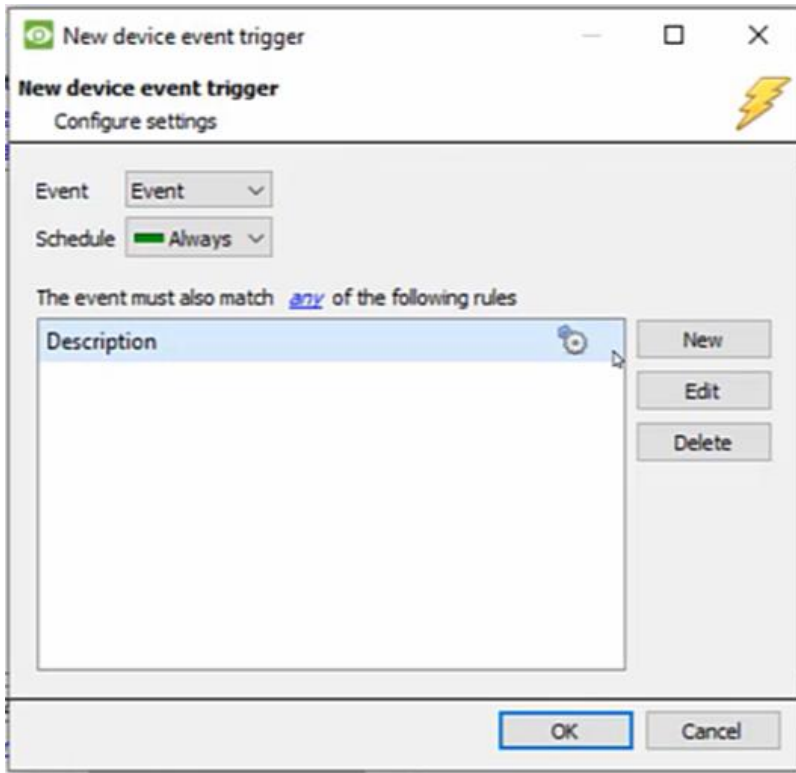 New device event trigger
New device event trigger
Configure settings
Event Event
Schedule Always
The event must also match any of the following rules
Description
New
Edit
Delete
OK Cancel